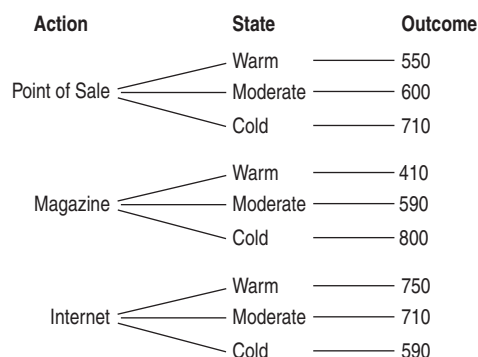 Action State Outcome
Warm 550
Point of Sale Moderate 600
Cold 710
Warm 410
Magazine Moderate 590
Cold 800
Warm 750
Internet Moderate 710
Cold 590